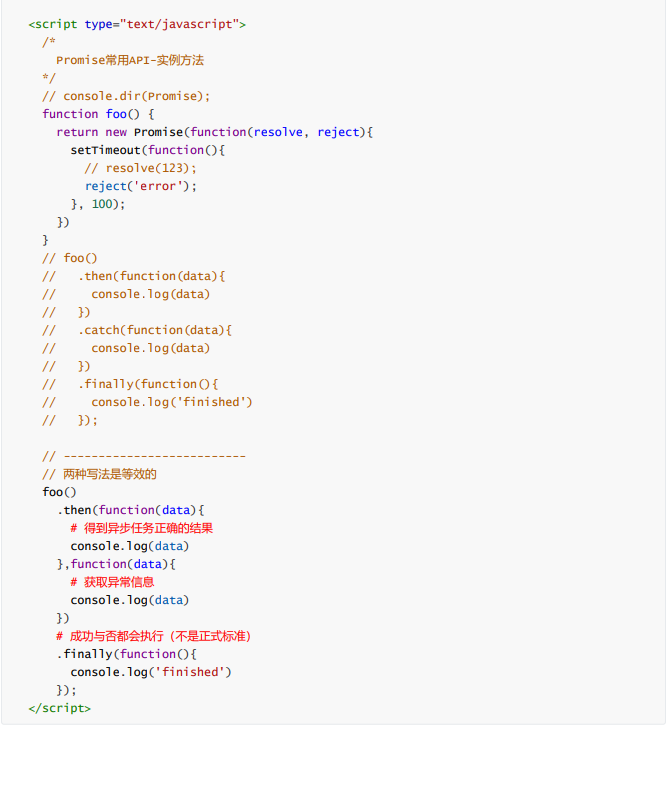 <script type="text/javascript">
/*
Promise常用API-实例方法
*/
// console.dir(Promise);
function foo() {
return new Promise(function(resolve, reject){
setTimeout(function(){
// resolve(123);
reject('error');
}, 100);
})
}
// foo()
//   .then(function(data){
//     console.log(data)
//   })
//   .catch(function(data){
//     console.log(data)
//   })
//   .finally(function(){
//     console.log('finished')
//   });
// --------------------------
// 两种写法是等效的
foo()
.then(function(data){
# 得到异步任务正确的结果
console.log(data)
},function(data){
# 获取异常信息
console.log(data)
})
# 成功与否都会执行（不是正式标准）
.finally(function(){
console.log('finished')
});
</script>